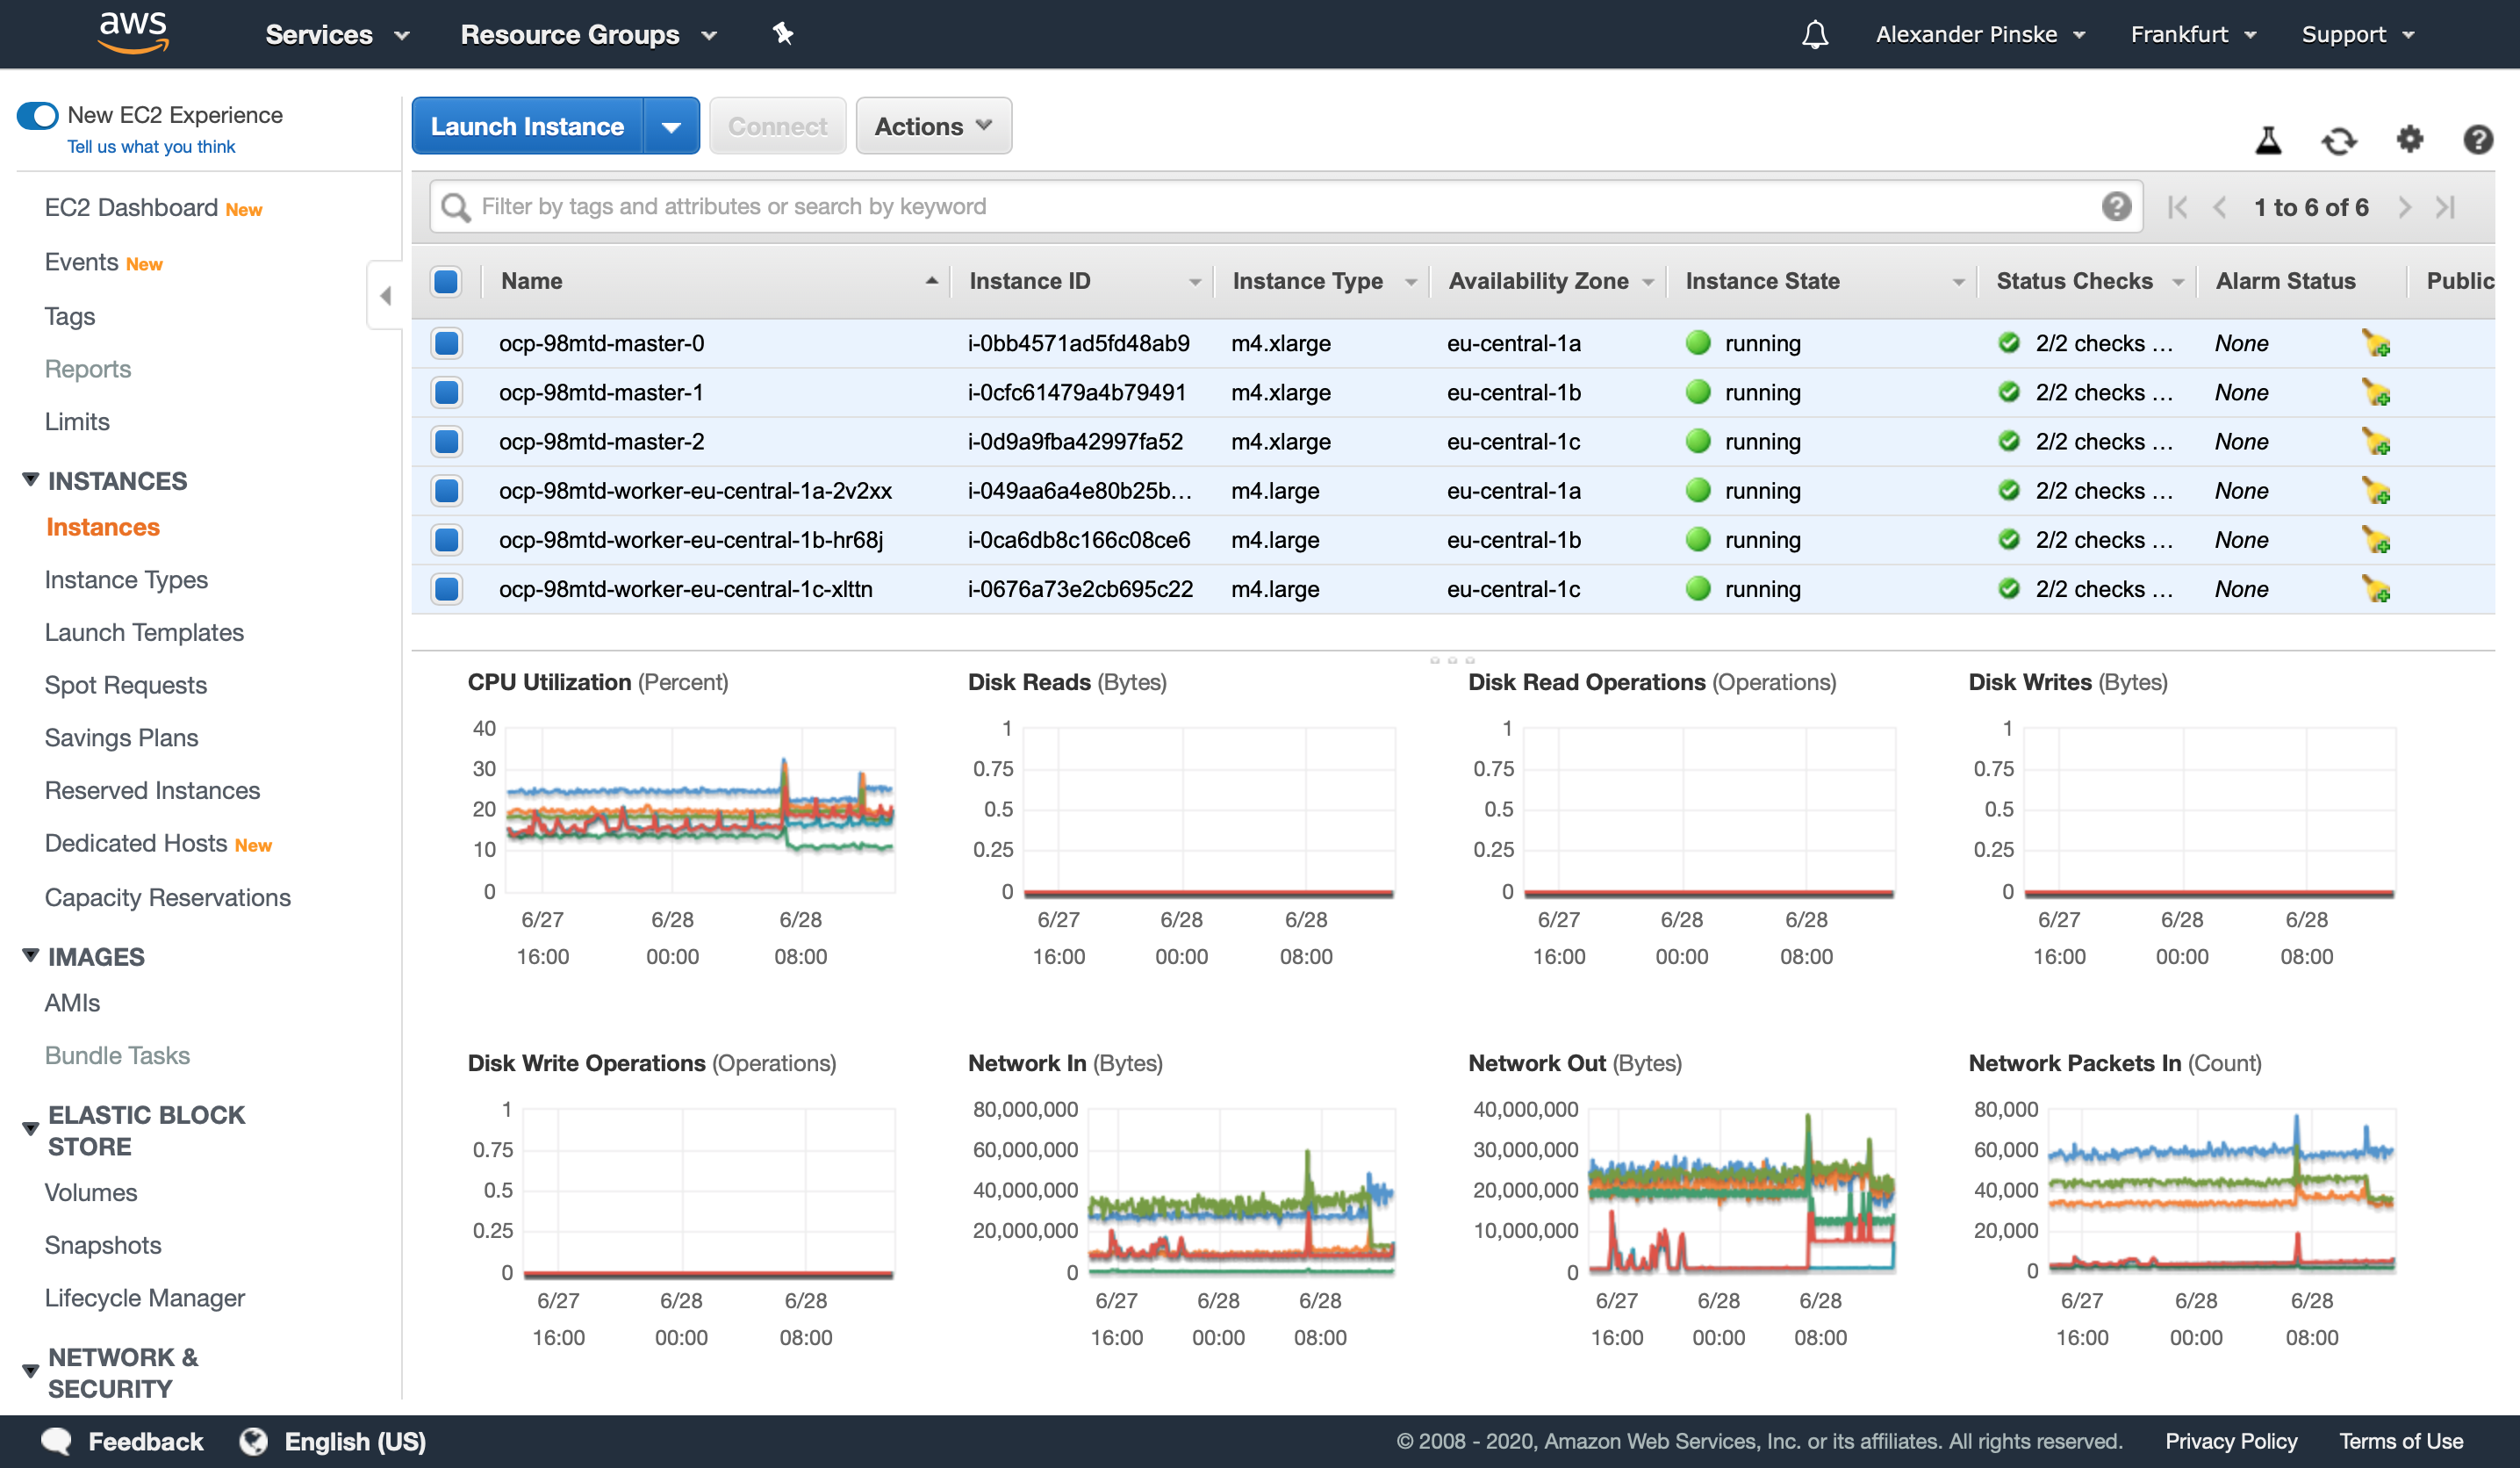 aws Services Resource Groups Alexander Pinske Frankfurt Support
New EC2 Experience
Tell us what you think
EC2 Dashboard New
Events New
Tags
Reports
Limits
INSTANCES
Instances
Instance Types
Launch Templates
Spot Requests
Savings Plans
Reserved Instances
Dedicated Hosts New
Capacity Reservations
IMAGES
AMIs
Bundle Tasks
ELASTIC BLOCK
STORE
Volumes
Snapshots
Lifecycle Manager
NETWORK &
SECURITY
Launch Instance Connect Actions
Filter by tags and attributes or search by keyword 1 to 6 of 6
Name Instance ID Instance Type Availability Zone Instance State Status Checks Alarm Status Public
ocp-98mtd-master-0 i-0bb4571ad5fd48ab9 m4.xlarge eu-central-1a running 2/2 checks ... None
ocp-98mtd-master-1 i-0cfc61479a4b79491 m4.xlarge eu-central-1b running 2/2 checks ... None
ocp-98mtd-master-2 i-0d9a9fba42997fa52 m4.xlarge eu-central-1c running 2/2 checks ... None
ocp-98mtd-worker-eu-central-1a-2v2xx i-049aa6a4e80b25b... m4.large eu-central-1a running 2/2 checks ... None
ocp-98mtd-worker-eu-central-1b-hr68j i-0ca6db8c166c08ce6 m4.large eu-central-1b running 2/2 checks ... None
ocp-98mtd-worker-eu-central-1c-xlttn i-0676a73e2cb695c22 m4.large eu-central-1c running 2/2 checks ... None
CPU Utilization (Percent)
40
30
20
10
0
6/27 6/28 6/28
16:00 00:00 08:00
Disk Reads (Bytes)
1
0.75
0.5
0.25
0
6/27 6/28 6/28
16:00 00:00 08:00
Disk Read Operations (Operations)
1
0.75
0.5
0.25
0
6/27 6/28 6/28
16:00 00:00 08:00
Disk Writes (Bytes)
1
0.75
0.5
0.25
0
6/27 6/28 6/28
16:00 00:00 08:00
Disk Write Operations (Operations)
1
0.75
0.5
0.25
0
6/27 6/28 6/28
16:00 00:00 08:00
Network In (Bytes)
80,000,000
60,000,000
40,000,000
20,000,000
0
6/27 6/28 6/28
16:00 00:00 08:00
Network Out (Bytes)
40,000,000
30,000,000
20,000,000
10,000,000
0
6/27 6/28 6/28
16:00 00:00 08:00
Network Packets In (Count)
80,000
60,000
40,000
20,000
0
6/27 6/28 6/28
16:00 00:00 08:00
Feedback English (US) © 2008 - 2020, Amazon Web Services, Inc. or its affiliates. All rights reserved. Privacy Policy Terms of Use